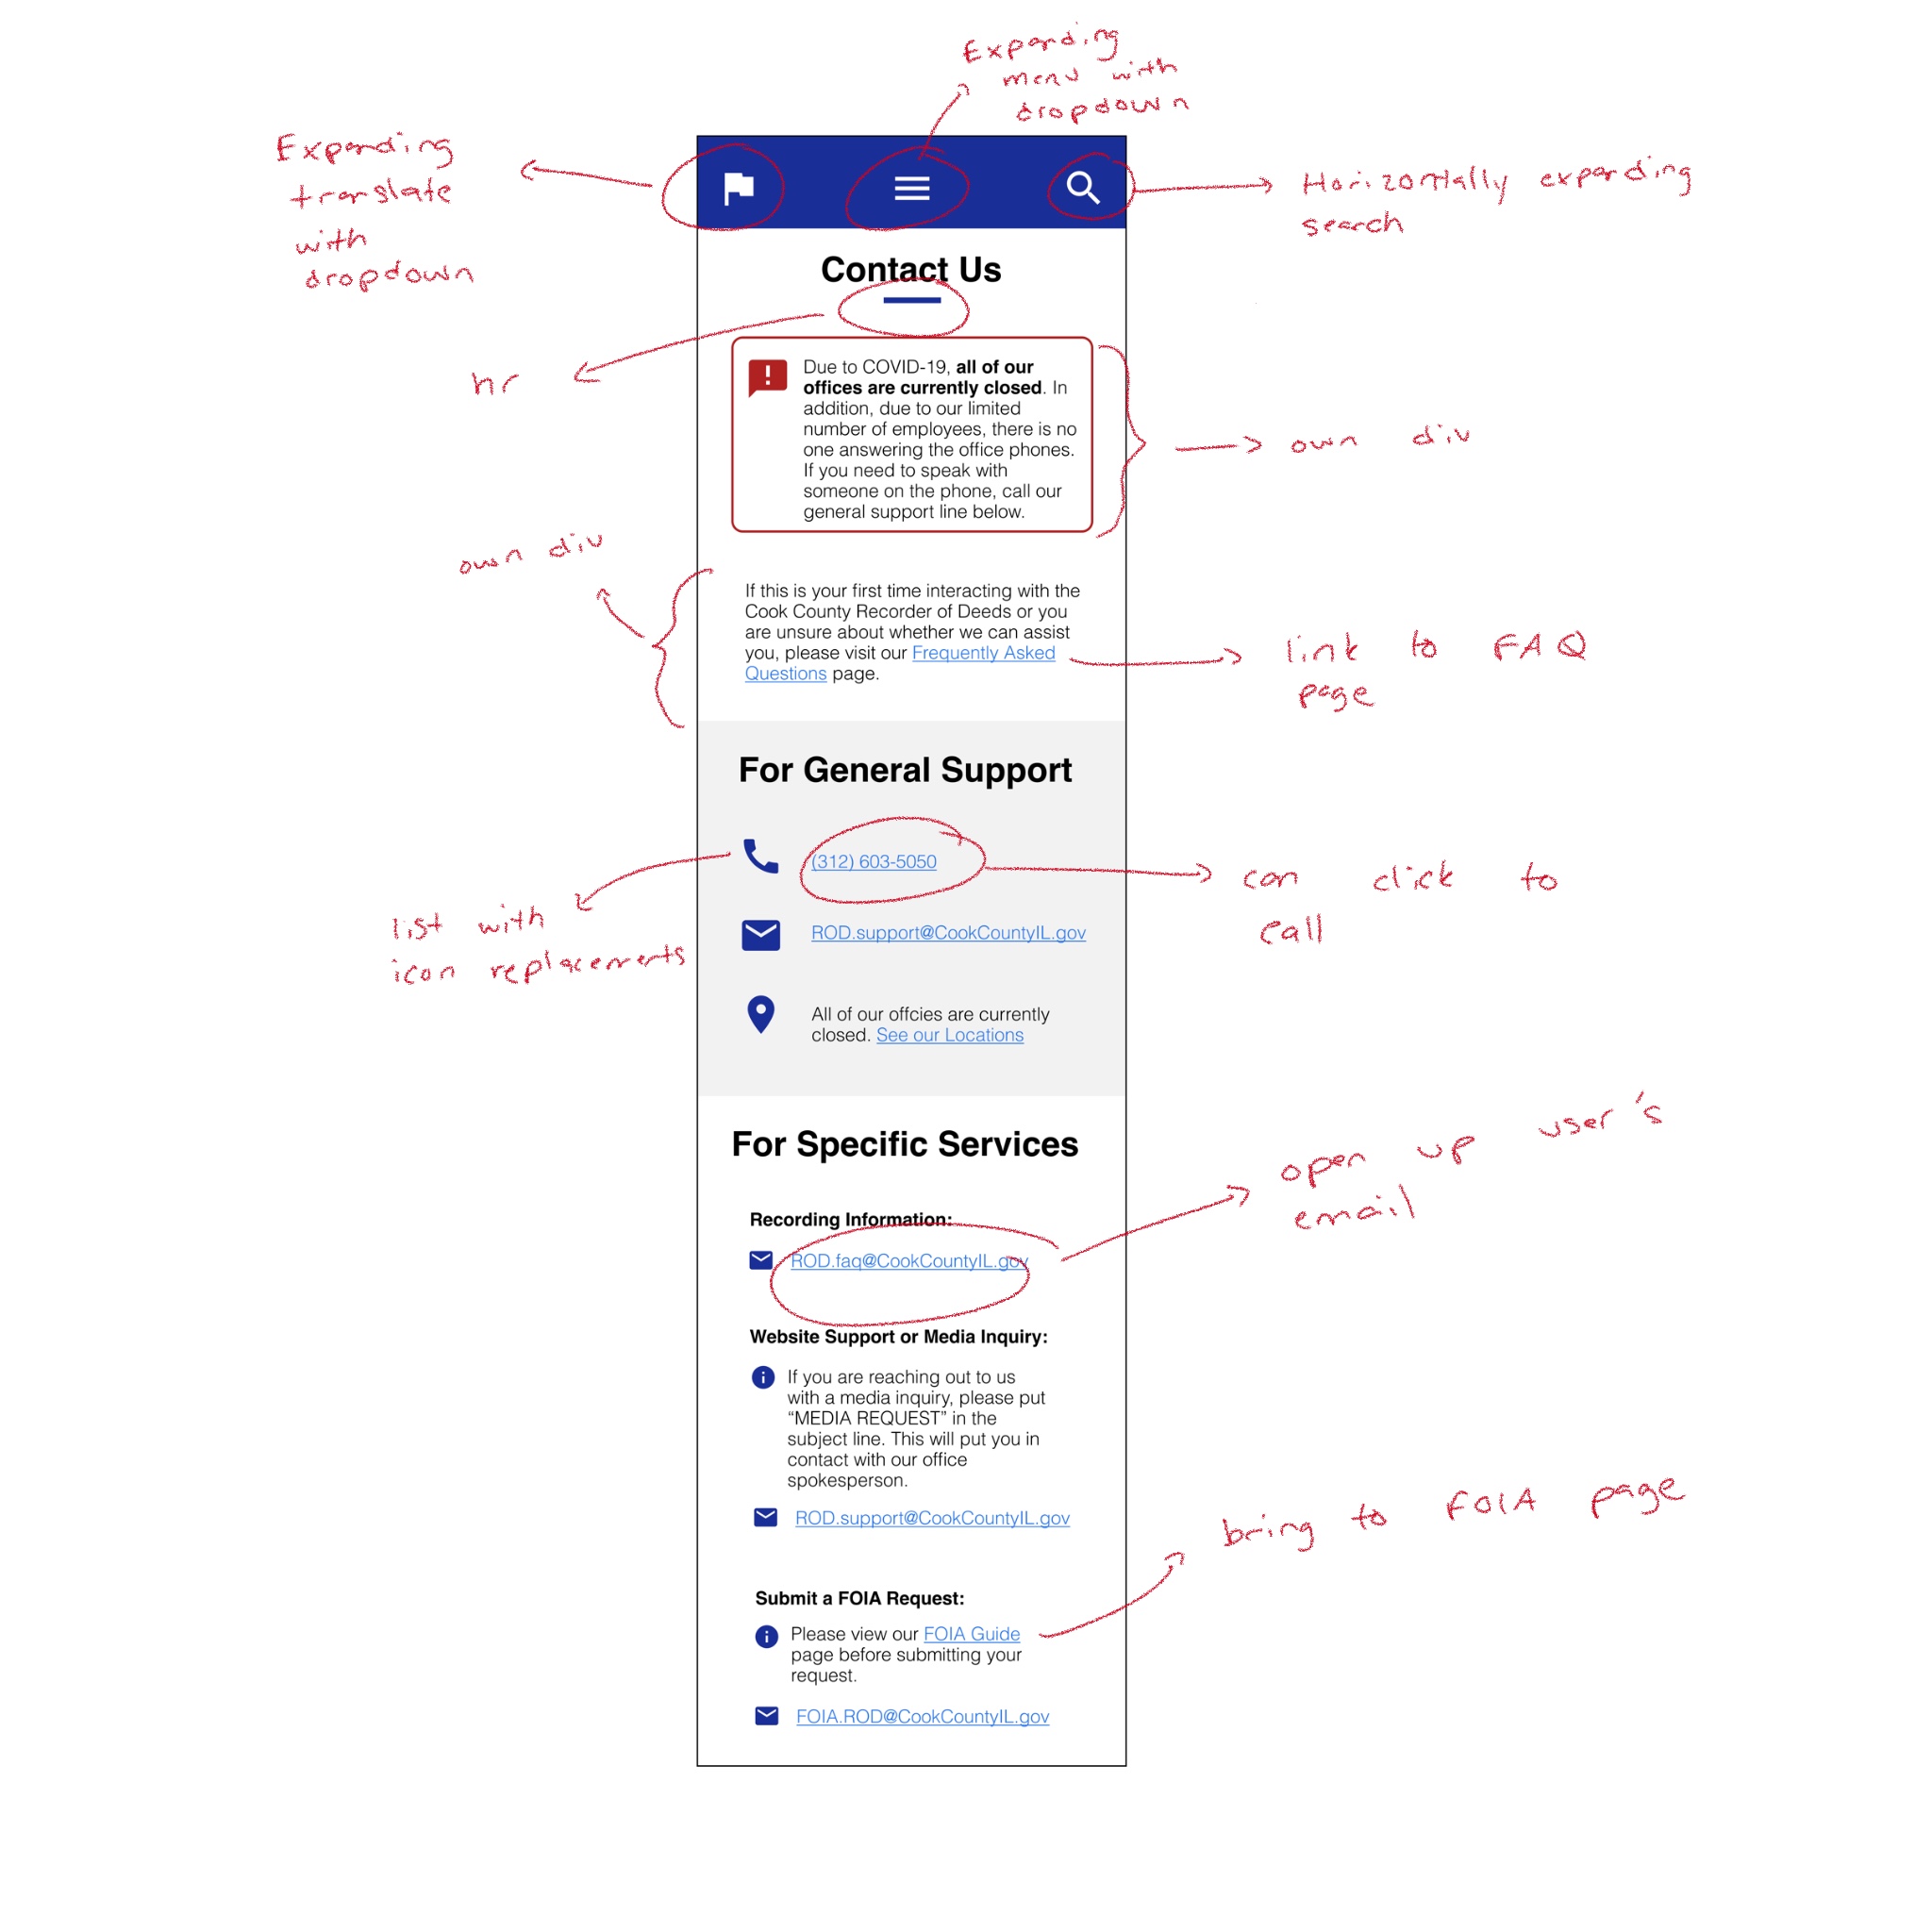 Expanding
menu with
dropdown
Expanding
translate
with
dropdown
Horizontally expanding
search
Contact Us
hr
Due to COVID-19, all of our
offices are currently closed. In
addition, due to our limited
number of employees, there is no
one answering the office phones.
If you need to speak with
someone on the phone, call our
general support line below.
own div
own div
If this is your first time interacting with the
Cook County Recorder of Deeds or you
are unsure about whether we can assist
you, please visit our Frequently Asked
Questions page.
link to FAQ
page
For General Support
(312) 603-5050
can click to
call
list with
icon replacements
ROD.support@CookCountyIL.gov
All of our offcies are currently
closed. See our Locations
For Specific Services
open up user's
email
Recording Information:
ROD.faq@CookCountyIL.gov
Website Support or Media Inquiry:
If you are reaching out to us
with a media inquiry, please put
“MEDIA REQUEST” in the
subject line. This will put you in
contact with our office
spokesperson.
ROD.support@CookCountyIL.gov
bring to FOIA page
Submit a FOIA Request:
Please view our FOIA Guide
page before submitting your
request.
FOIA.ROD@CookCountyIL.gov